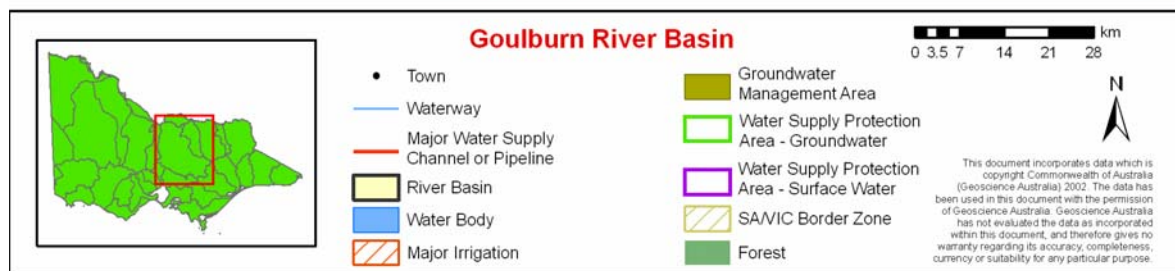 Goulburn River Basin
Town
Waterway
Major Water Supply
Channel or Pipeline
River Basin
Water Body
Major Irrigation
Groundwater
Management Area
Water Supply Protection
Area - Groundwater
Water Supply Protection
Area - Surface Water
SA/VIC Border Zone
Forest
km
0 3.5 7 14 21 28
N
This document incorporates data which is
copyright Commonwealth of Australia
(Geoscience Australia) 2002. The data has
been used in this document with the permission
of Geoscience Australia. Geoscience Australia
has not evaluated the data as incorporated
within this document, and therefore gives no
warranty regarding its accuracy, completeness,
currency or suitability for any particular purpose.